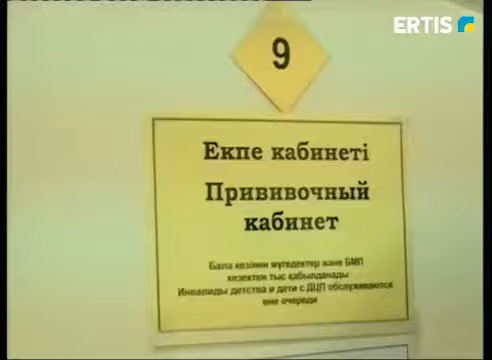 ERTIS
9
Екпе кабинеті
Прививочный
кабинет
Бала кезінен мүгедектер және БМП
кезектен тыс қабылданады
Инвалиды детства и дети с ДЦП обслуживаются
вне очереди